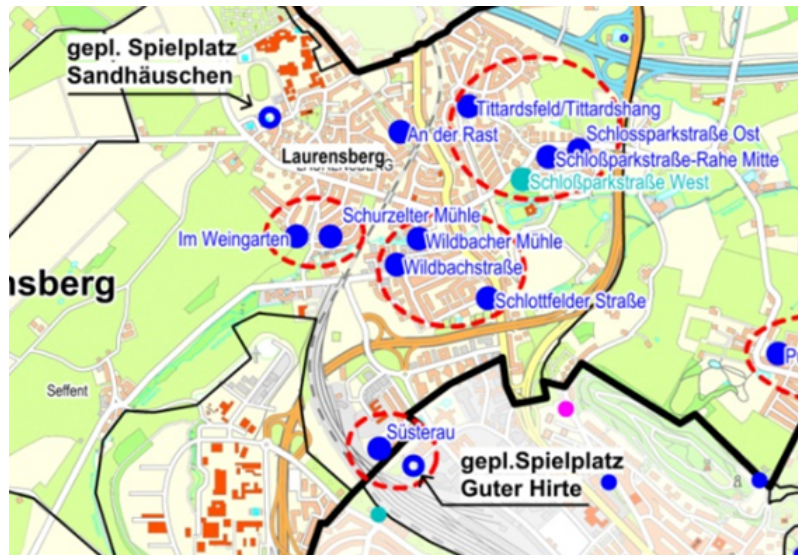 gepl. Spielplatz
Sandhäuschen
Tittardsfeld/Tittardshang
Schlossparkstraße Ost
An der Rast
Schloßparkstraße-Rahe Mitte
Laurensberg
LAURENSBERG
Schloßparkstraße West
Schurzelter Mühle
Im Weingarten
Wildbacher Mühle
Wildbachstraße
nsberg
Schlottfelder Straße
Seffent
Süsterau
gepl.Spielplatz
Guter Hirte